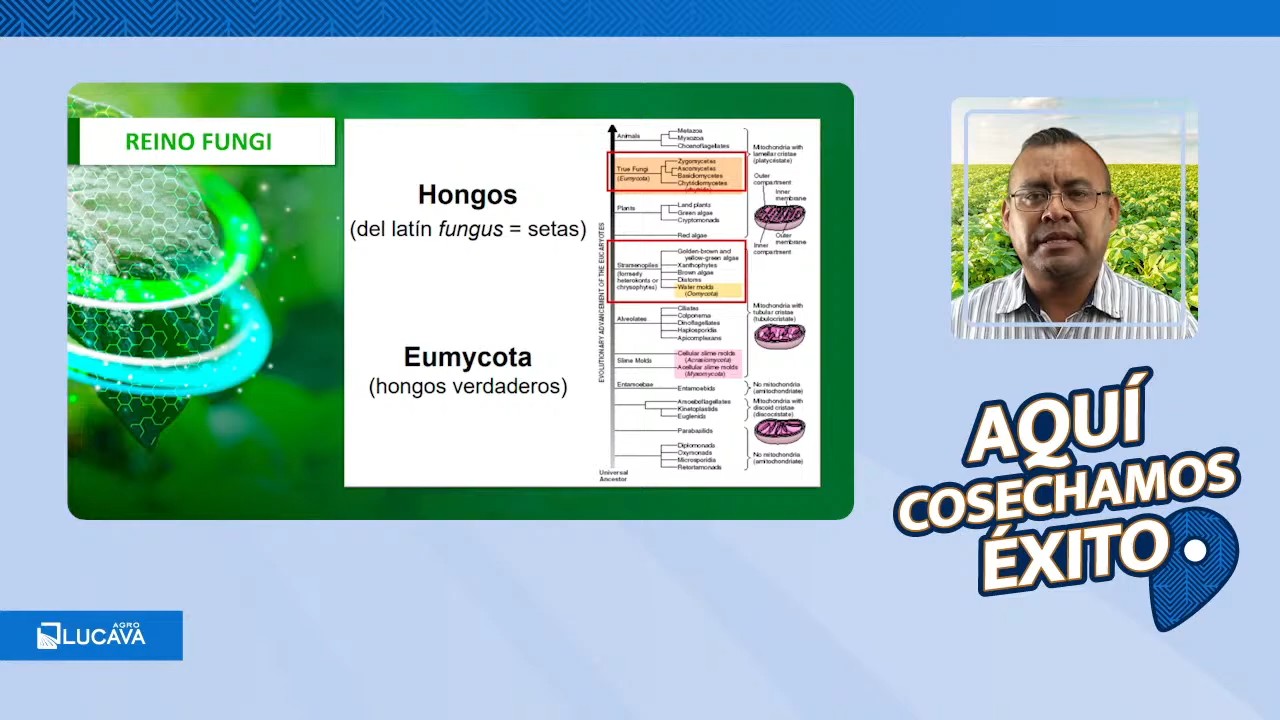 REINO FUNGI
Hongos
(del latín fungus = setas)
Eumycota
(hongos verdaderos)
EVOLUTIONARY ADVANCEMENT OF THE EUCARYOTES
Animals
Metazoa
Myxozoa
Choanoflagellates
True Fungi
(Eumycota)
Zygomycetes
Ascomycetes
Basidiomycetes
Chytridiomycetes
Plants
Land plants
Green algae
Cryptomonads
Red algae
Stramenopiles
(formerly
heterokonts or
chrysophytes)
Golden-brown and
yellow-green algae
Xanthophytes
Brown algae
Diatoms
Water molds
(Oomycota)
Alveolates
Ciliates
Colponema
Dinoflagellates
Haplosporidia
Apicomplexans
Slime Molds
Cellular slime molds
(Acrasiomycota)
Acellular slime molds
(Myxomycota)
Entamoebae
Entamoebids
Amoeboflagellates
Kinetoplastids
Euglenids
Parabasilids
Diplomonads
Oxymonads
Microsporidia
Retortamonads
Universal
Ancestor
Mitochondria with
lamellar cristae
(platycristate)
Outer
compartment
Inner
membrane
Outer
membrane
Inner
compartment
Mitochondria with
tubular cristae
(tubulocristate)
No mitochondria
(amitochondriate)
Mitochondria with
discoid cristae
(discocristate)
No mitochondria
(amitochondriate)
AQUÍ
COSECHAMOS
ÉXITO
AGRO
LUCAVA